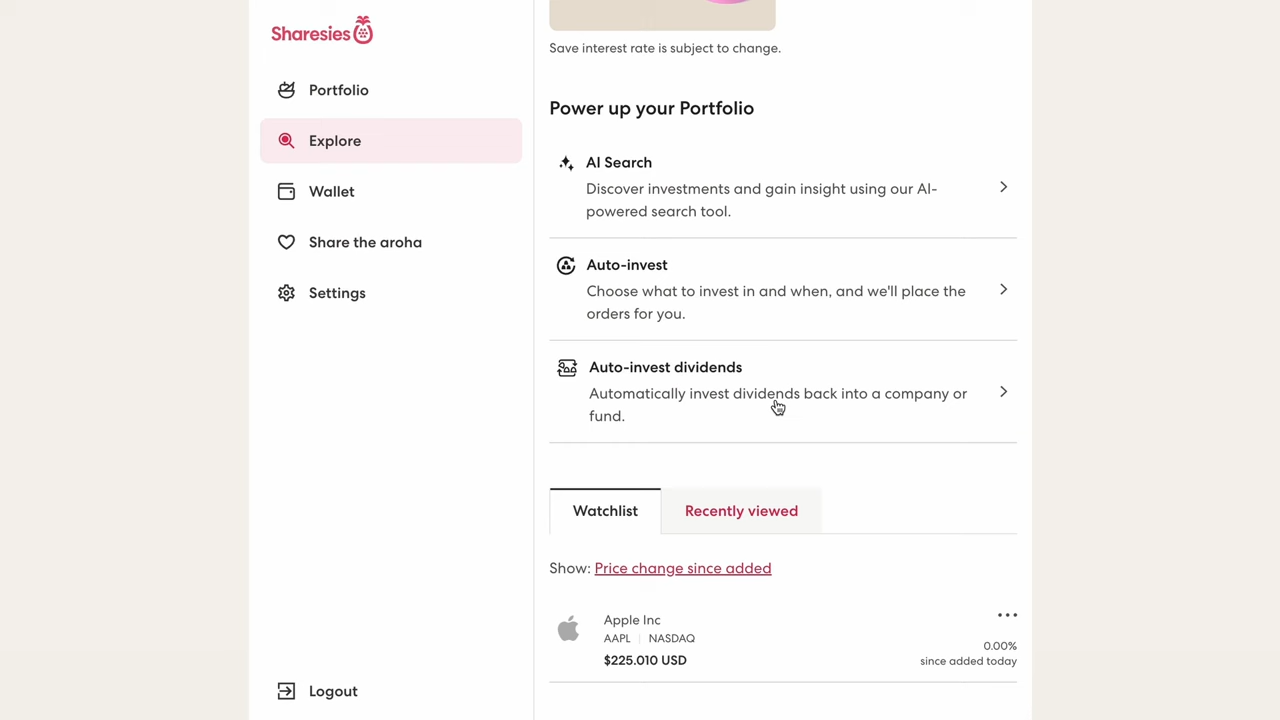 Sharesies
Portfolio
Explore
Wallet
Share the aroha
Settings
Logout
Save interest rate is subject to change.
Power up your Portfolio
AI Search
Discover investments and gain insight using our AI-
powered search tool.
Auto-invest
Choose what to invest in and when, and we'll place the
orders for you.
Auto-invest dividends
Automatically invest dividends back into a company or
fund.
Watchlist
Recently viewed
Show: Price change since added
Apple Inc
AAPL | NASDAQ
$225.010 USD
0.00%
since added today